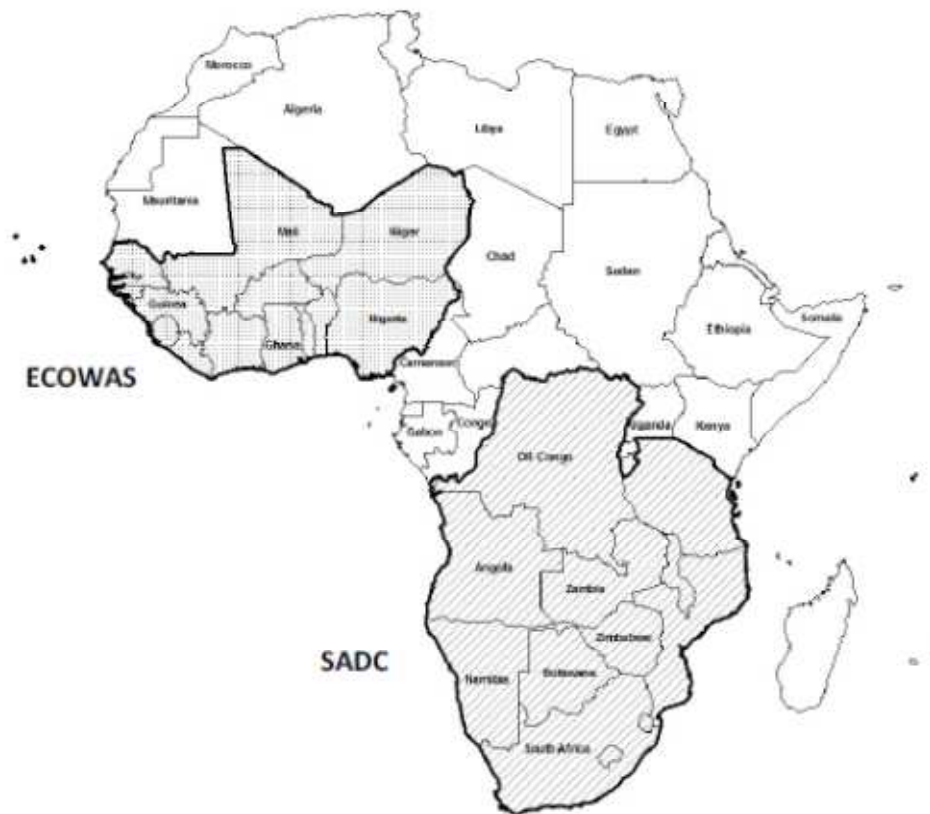 Morocco
Algeria
Libya
Egypt
Mauritania
Mali
Niger
Chad
Sudan
Guinea
Nigeria
Ghana
Ethiopia
Somalia
ECOWAS
Cameroon
Gabon
Congo
Uganda
Kenya
DR Congo
Angola
Zambia
SADC
Zimbabwe
Namibia
Botswana
South Africa